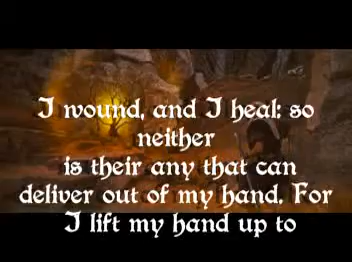 I wound, and I heal: so
neither
is their any that can
deliver out of my hand. For
I lift my hand up to